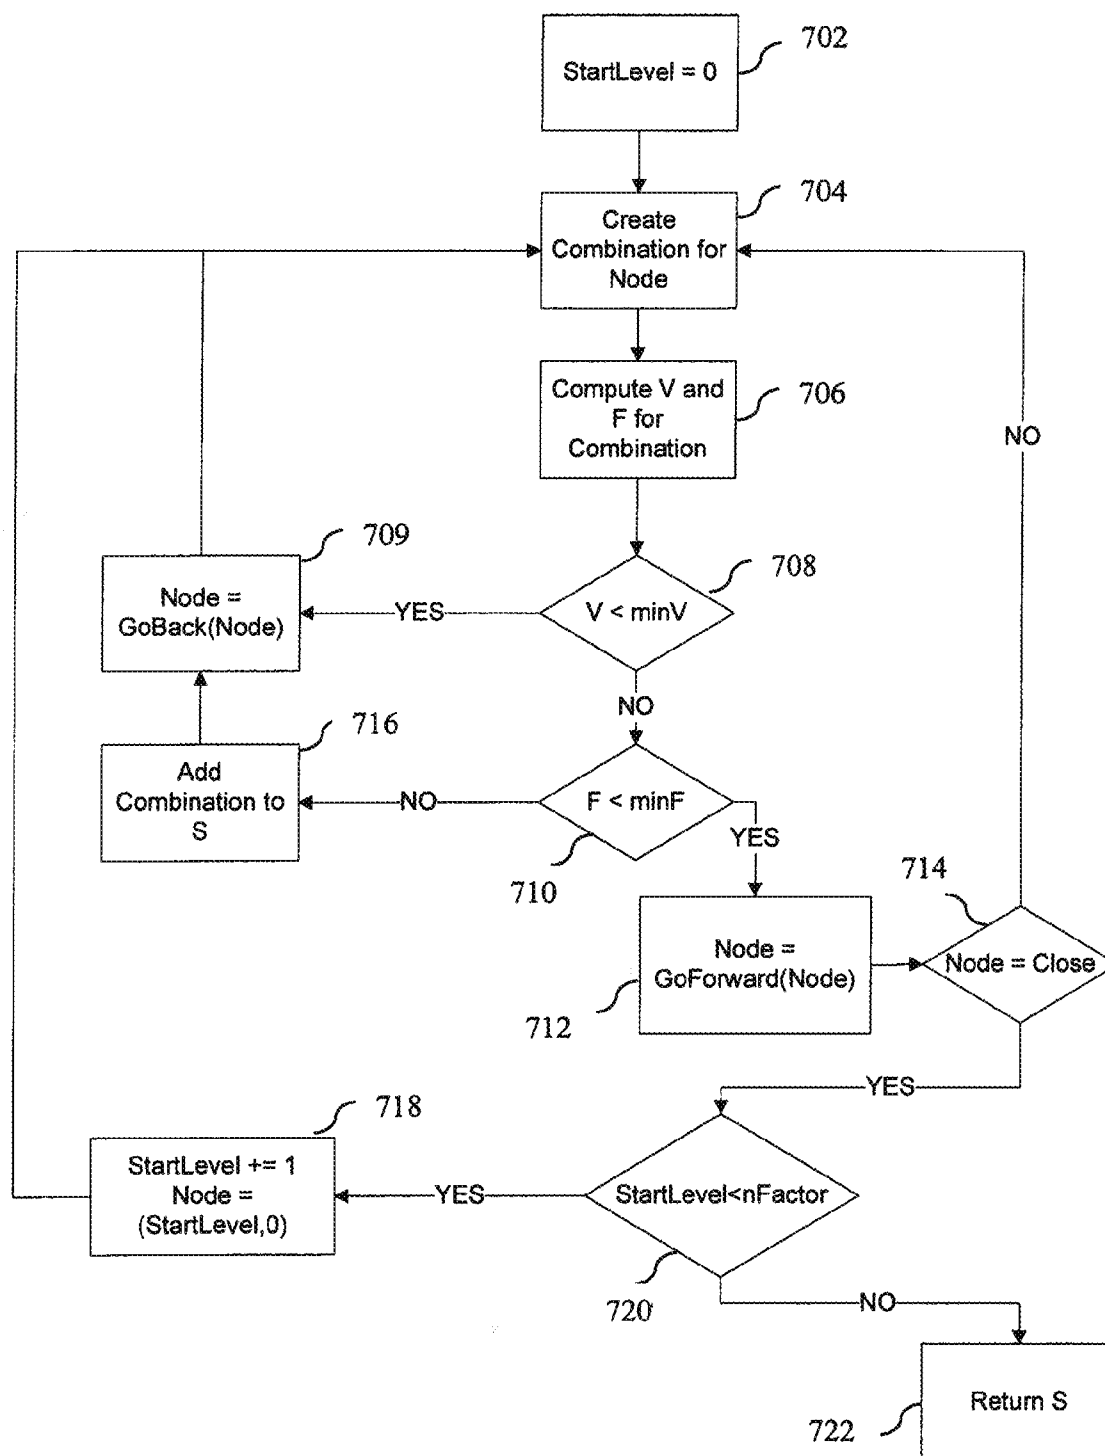 702
StartLevel = 0
704
Create
Combination for
Node
Compute V and
F for
Combination
706
NO
709
Node =
GoBack(Node)
YES
V < minV
708
NO
716
Add
Combination to
S
NO
F < minF
YES
710
714
Node =
GoForward(Node)
Node = Close
712
YES
718
StartLevel += 1
Node =
(StartLevel,0)
YES
StartLevel<nFactor
720
NO
Return S
722